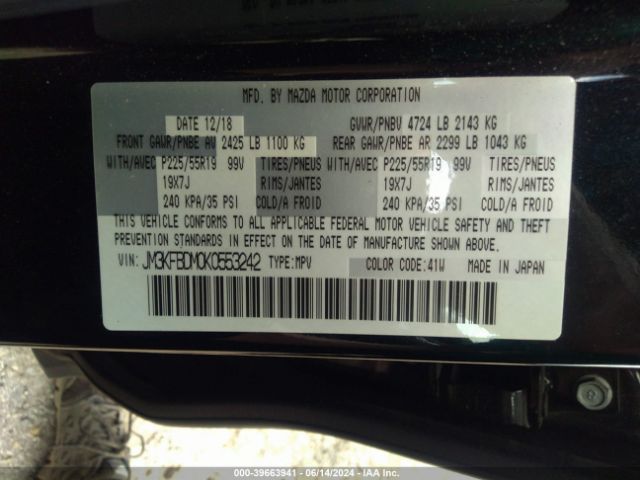 MFD. BY MAZDA MOTOR CORPORATION
DATE 12/18 GVWR/PNBV 4724 LB 2143 KG
FRONT GAWR/PNBE AV 2425 LB 1100 KG REAR GAWR/PNBE AR 2299 LB 1043 KG
WITH/AVEC P225/55R19 99V TIRES/PNEUS WITH/AVEC P225/55R19 99V TIRES/PNEUS
19X7J RIMS/JANTES 19X7J RIMS/JANTES
240 KPA/35 PSI COLD/A FROID 240 KPA/35 PSI COLD/A FROID
THIS VEHICLE CONFORMS TO ALL APPLICABLE FEDERAL MOTOR VEHICLE SAFETY AND THEFT
PREVENTION STANDARDS IN EFFECT ON THE DATE OF MANUFACTURE SHOWN ABOVE.
VIN: JM3KFBDM0K0553242 TYPE:MPV COLOR CODE:41W MADE IN JAPAN
000-39663941 - 06/14/2024 - IAA Inc.